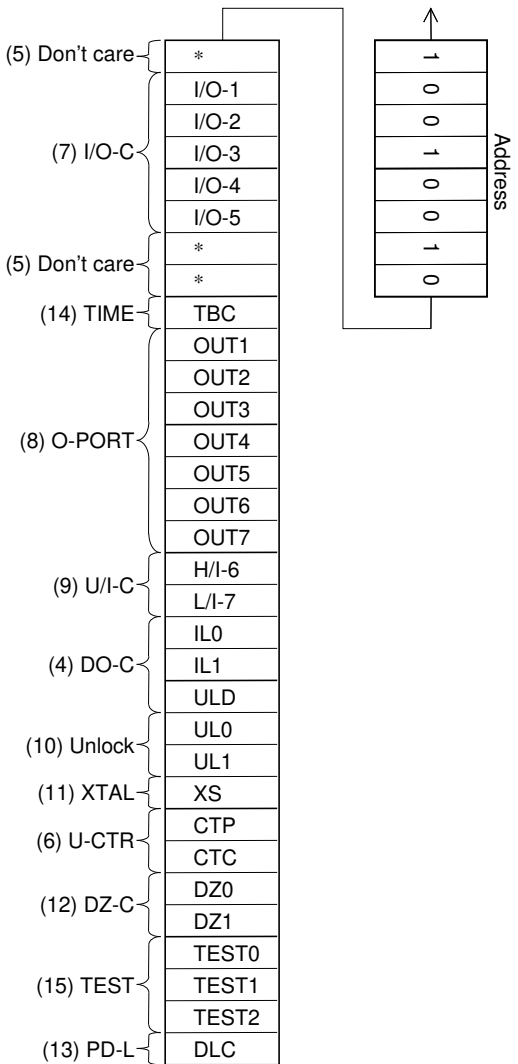 (5) Don't care
*
(7) I/O-C
I/O-1
I/O-2
I/O-3
I/O-4
I/O-5
(5) Don't care
*
*
(14) TIME
TBC
(8) O-PORT
OUT1
OUT2
OUT3
OUT4
OUT5
OUT6
OUT7
(9) U/I-C
H/I-6
L/I-7
(4) DO-C
IL0
IL1
ULD
(10) Unlock
UL0
UL1
(11) XTAL
XS
(6) U-CTR
CTP
CTC
(12) DZ-C
DZ0
DZ1
(15) TEST
TEST0
TEST1
TEST2
(13) PD-L
DLC
Address
1
0
0
1
0
0
1
0